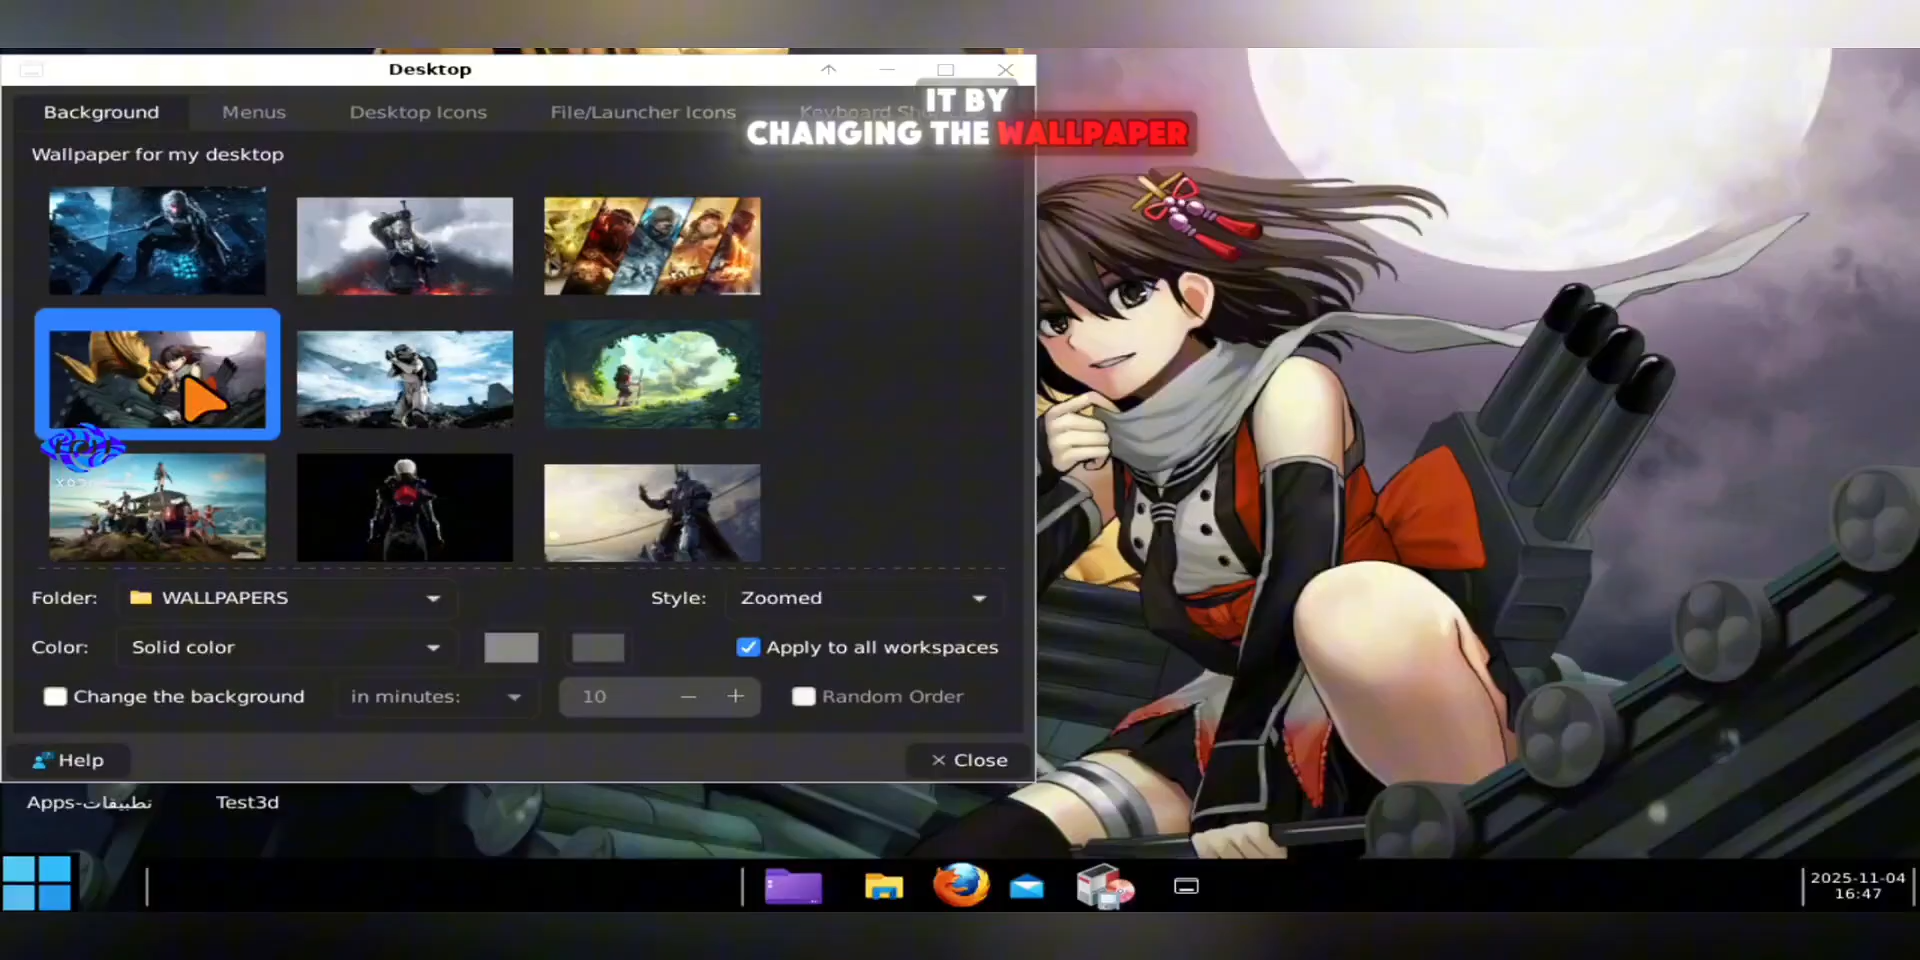 Desktop
IT BY
Background
Menus
Desktop Icons
File/Launcher Icons
CHANGING THE WALLPAPER
Wallpaper for my desktop
Folder:
WALLPAPERS
Style:
Zoomed
Color:
Solid color
Apply to all workspaces
Change the background
in minutes:
10
Random Order
Help
Close
Apps-تطبيقات
Test3d
2025-11-04
16:47